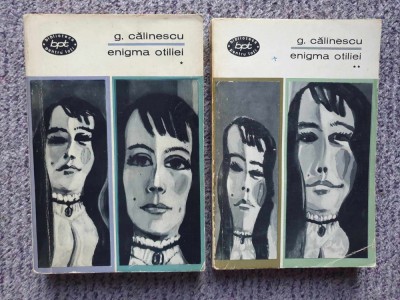 biblioteca
bpt
pentru toți
g. călinescu
enigma otiliei
*
biblioteca
bpt
pentru toți
g. călinescu
enigma otiliei
**